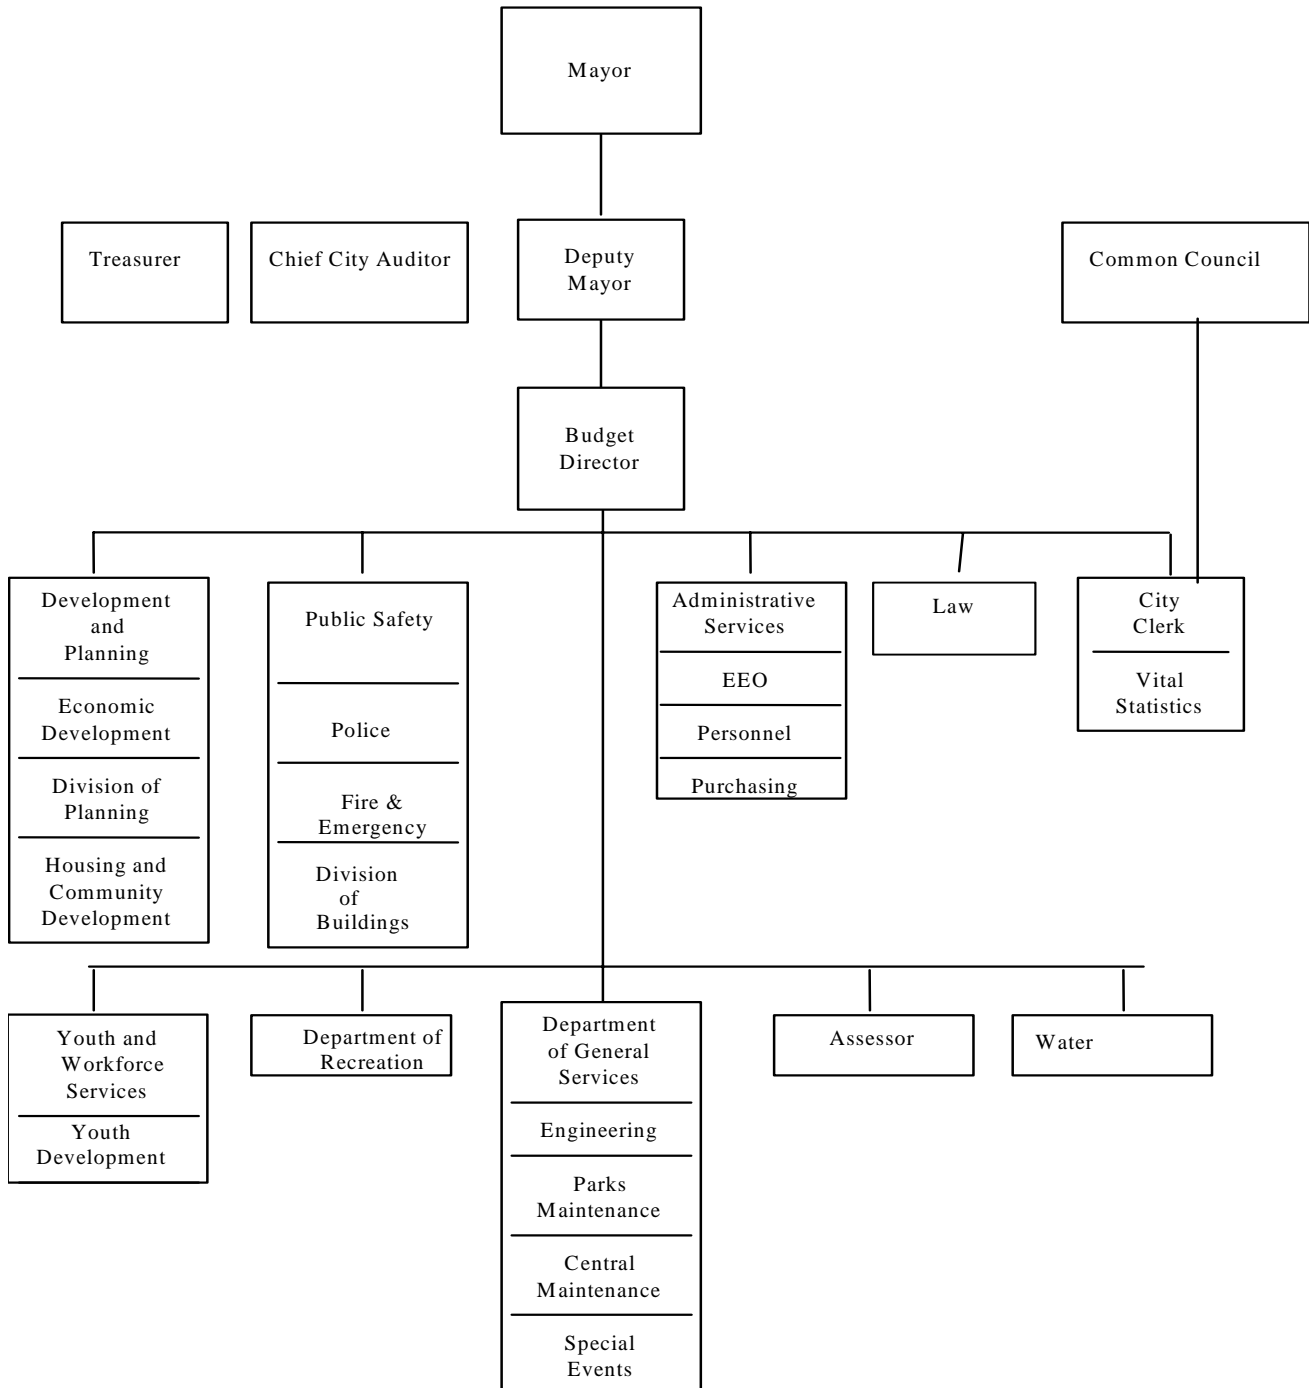 Mayor
Treasurer
Chief City Auditor
Deputy
Mayor
Common Council
Budget
Director
Development
and
Planning
Economic
Development
Division of
Planning
Housing and
Community
Development
Public Safety
Police
Fire &
Emergency
Division
of
Buildings
Administrative
Services
EEO
Personnel
Purchasing
Law
City
Clerk
Vital
Statistics
Youth and
Workforce
Services
Youth
Development
Department of
Recreation
Department
of General
Services
Engineering
Parks
Maintenance
Central
Maintenance
Special
Events
Assessor
Water